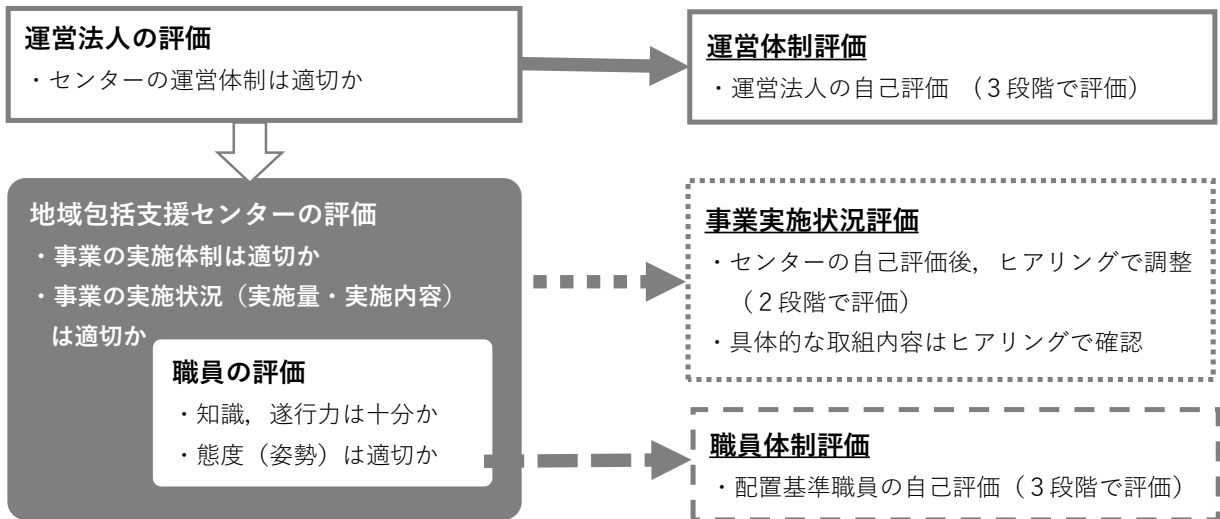 運営法人の評価
・センターの運営体制は適切か
運営体制評価
・運営法人の自己評価 （３段階で評価）
地域包括支援センターの評価
・事業の実施体制は適切か
・事業の実施状況（実施量・実施内容）
は適切か
職員の評価
・知識，遂行力は十分か
・態度（姿勢）は適切か
事業実施状況評価
・センターの自己評価後，ヒアリングで調整
（２段階で評価）
・具体的な取組内容はヒアリングで確認
職員体制評価
・配置基準職員の自己評価（３段階で評価）